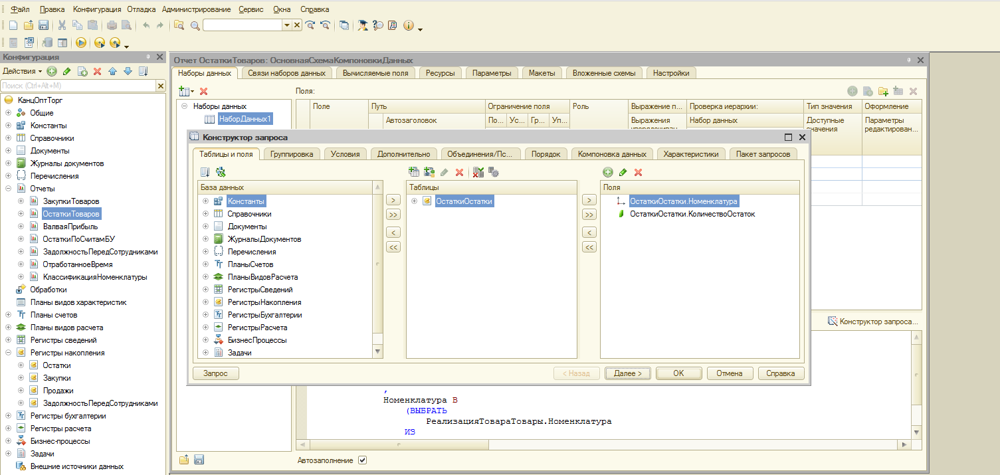 Файл Правка Конфигурация Отладка Администрирование Сервис Окна Справка
Конфигурация
Действия
Поиск (Ctrl+Alt+M)
КанцОптТорг
Общие
Константы
Справочники
Документы
Журналы документов
Перечисления
Отчеты
ЗакупкиТоваров
ОстаткиТоваров
ВалваяПрибыль
ОстаткиПоСчитамБУ
ЗадолжностьПередСотрудниками
ОтработанноеВремя
КлассификацияНоменклатуры
Обработки
Планы видов характеристик
Планы счетов
Планы видов расчета
Регистры сведений
Регистры накопления
Остатки
Закупки
Продажи
ЗадолжностьПередСотрудниками
Регистры бухгалтерии
Регистры расчета
Бизнес-процессы
Задачи
Внешние источники данных
Отчет ОстаткиТоваров: ОсновнаяСхемаКомпоновкиДанных
Наборы данных Связи наборов данных Вычисляемые поля Ресурсы Параметры Макеты Вложенные схемы Настройки
Поля:
Наборы данных
НаборДанных1
Поле Путь Ограничение поля Роль Выражение п... Проверка иерархии: Тип значения Оформление
Автозаголовок По... Ус... Гр... Уп... Выражения Набор данных Доступные значения Параметры редактирован...
Конструктор запроса
Таблицы и поля Группировка Условия Дополнительно Объединения/Пс... Порядок Компоновка данных Характеристики Пакет запросов
База данных
Константы
Справочники
Документы
ЖурналыДокументов
Перечисления
ПланыСчетов
ПланыВидовРасчета
РегистрыСведений
РегистрыНакопления
РегистрыБухгалтерии
РегистрыРасчета
БизнесПроцессы
Задачи
>
>>
<
<<
Таблицы
ОстаткиОстатки
>
>>
<
<<
Поля
ОстаткиОстатки.Номенклатура
ОстаткиОстатки.КоличествоОстаток
Запрос < Назад Далее > OK Отмена Справка
Конструктор запроса...
,
Номенклатура В
(ВЫБРАТЬ
РеализацияТовараТовары.Номенклатура
ИЗ
Автозаполнение